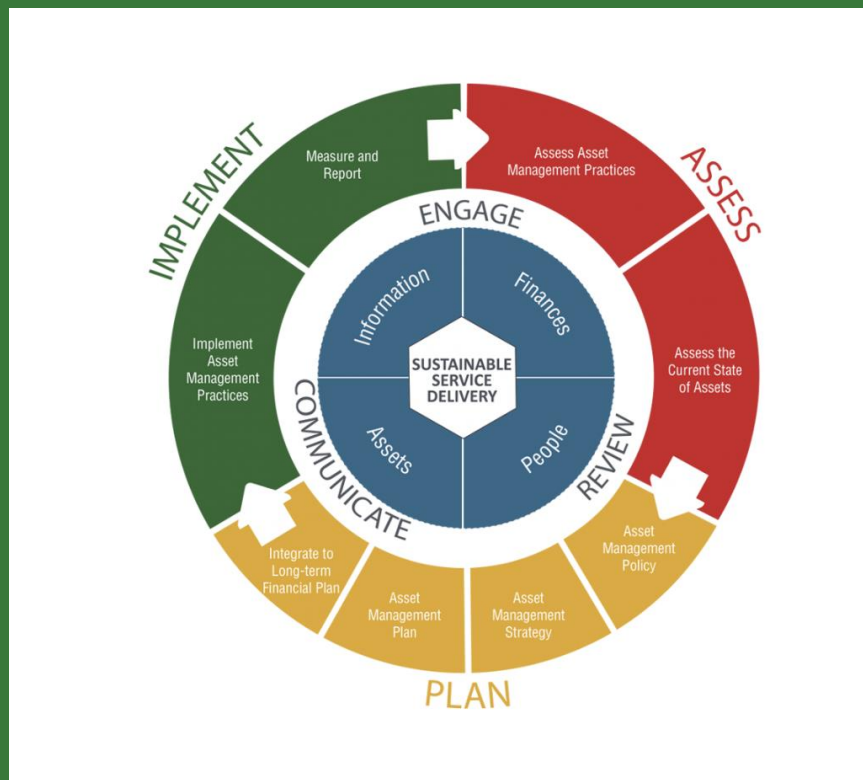 IMPLEMENT
Measure and
Report
Assess Asset
Management Practices
ASSESS
ENGAGE
Information
Finances
Implement
Asset
Management
Practices
SUSTAINABLE
SERVICE
DELIVERY
Assess the
Current State
of Assets
COMMUNICATE
Assets
People
REVIEW
Integrate to
Long-term
Financial Plan
Asset
Management
Plan
Asset
Management
Strategy
Asset
Management
Policy
PLAN